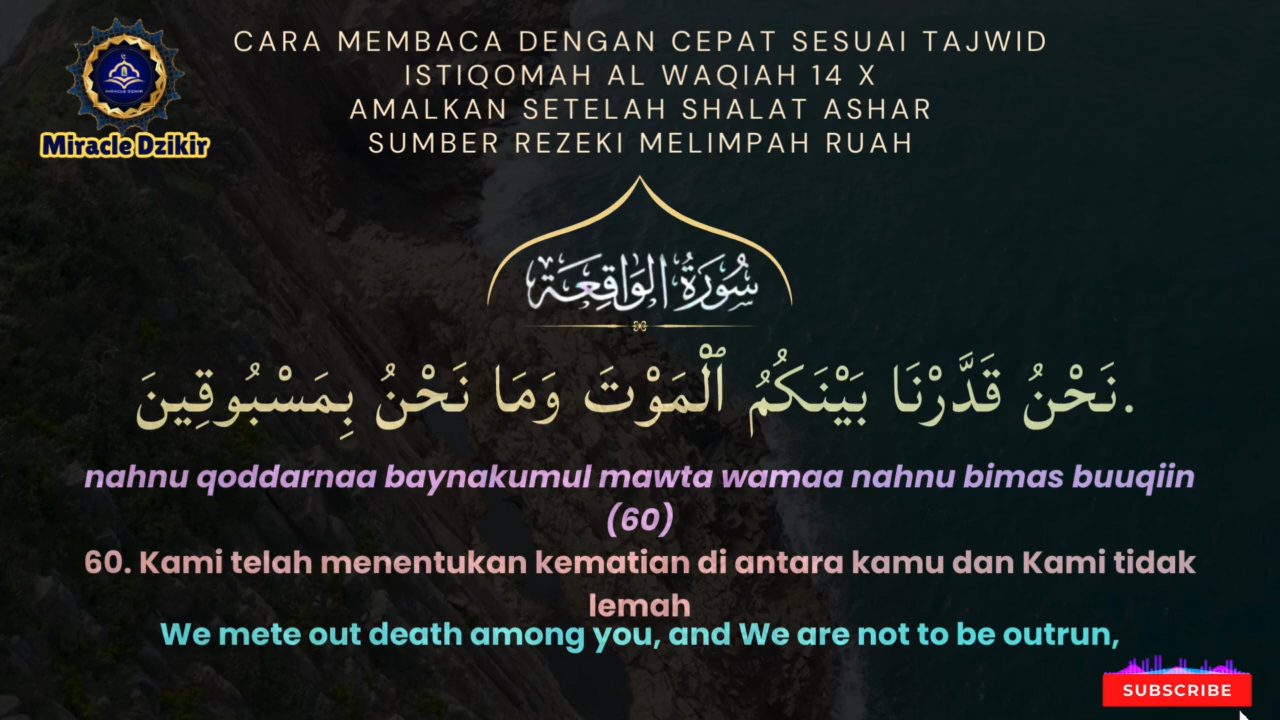 CARA MEMBACA DENGAN CEPAT SESUAI TAJWID
ISTIQOMAH AL WAQIAH 14 X
AMALKAN SETELAH SHALAT ASHAR
SUMBER REZEKI MELIMPAH RUAH
MIRACLE DZIKIR
Miracle Dzikir
سُورَةُ الوَاقِعَة
نَحْنُ قَدَّرْنَا بَيْنَكُمُ ٱلْمَوْتَ وَمَا نَحْنُ بِمَسْبُوقِينَ.
nahnu qoddarnaa baynakumul mawta wamaa nahnu bimas buuqiin
(60)
60. Kami telah menentukan kematian di antara kamu dan Kami tidak
lemah
We mete out death among you, and We are not to be outrun,
SUBSCRIBE